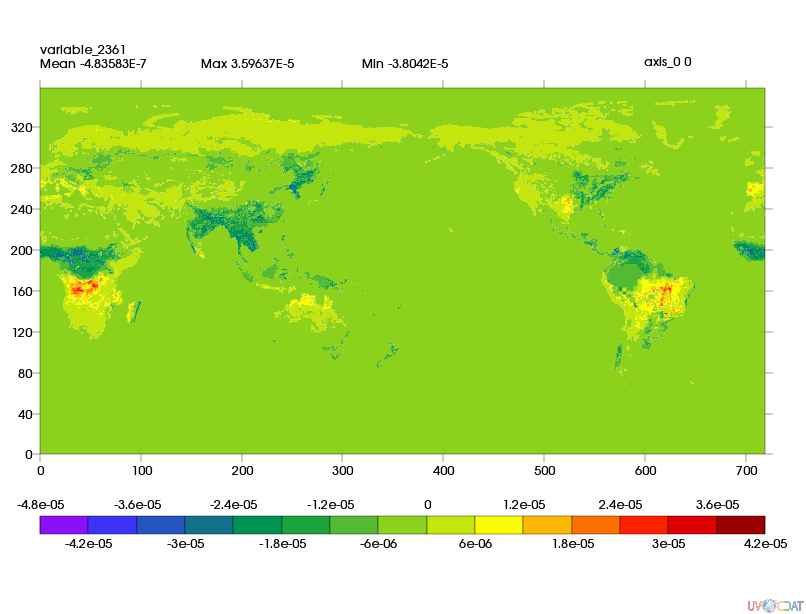 variable_2361
Mean -4.83583E-7 Max 3.59637E-5 Min -3.8042E-5 axis_0 0
320
280
240
200
160
120
80
40
0
0 100 200 300 400 500 600 700
-4.8e-05 -3.6e-05 -2.4e-05 -1.2e-05 0 1.2e-05 2.4e-05 3.6e-05
-4.2e-05 -3e-05 -1.8e-05 -6e-06 6e-06 1.8e-05 3e-05 4.2e-05
UV CDAT